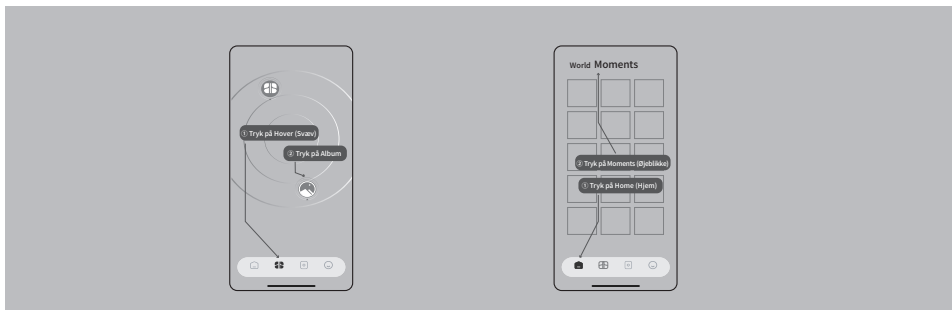 ① Tryk på Hover (Svæv)
② Tryk på Album
World Moments
② Tryk på Moments (Øjeblikke)
① Tryk på Home (Hjem)